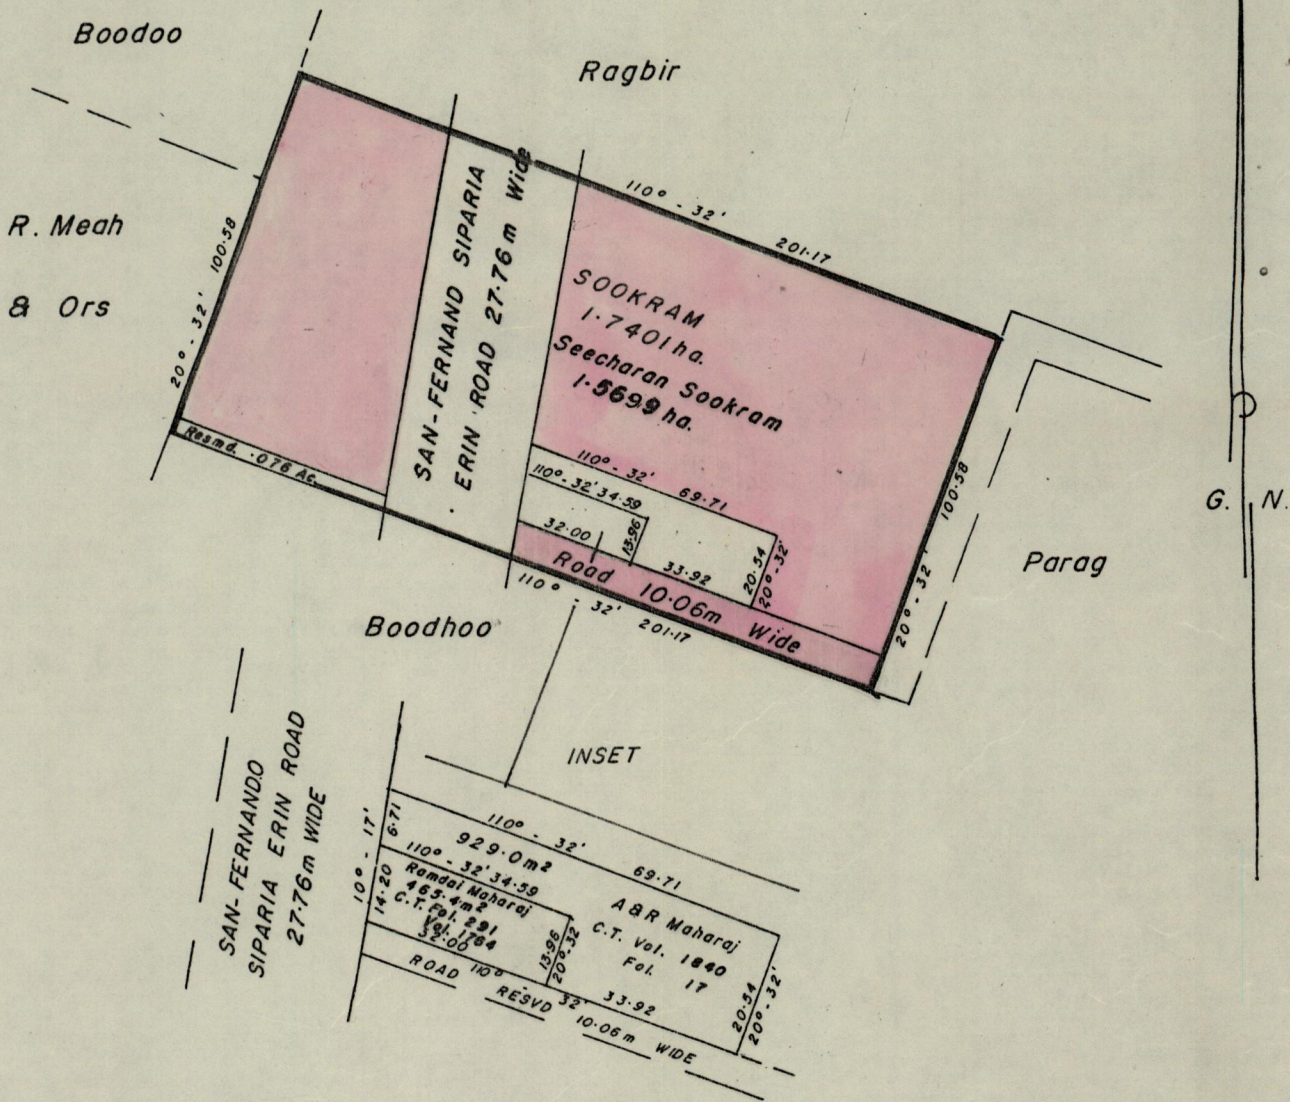 Boodoo
Ragbir
R. Meah
& Ors
20° - 32' 100·58
SAN-FERNAND SIPARIA
ERIN ROAD 27·76 m Wide
110° - 32'
201·17
SOOKRAM
1·7401 ha.
Seecharan Sookram
1·5699 ha.
Resmd. ·076 Ac.
110° - 32' 69·71
110° - 32' 34·59
32·00
13·96
33·92
20·54
20° - 32'
Road 10·06m Wide
110° - 32' 201·17
20° - 32' 100·58
Parag
G. N.
Boodhoo
INSET
SAN-FERNANDO
SIPARIA ERIN ROAD
27·76m WIDE
10° - 17'
6·71
14·20
110° - 32' 69·71
929·0 m²
110° - 32' 34·59
Ramdai Maharaj
465·4 m²
C.T. Fol. 291
Vol. 1764
32·00
13·96
20°-32
A & R Maharaj
C.T. Vol. 1840
Fol. 17
20·54
20° - 32'
110° - 32' 33·92
ROAD RESVD 10·06 m WIDE